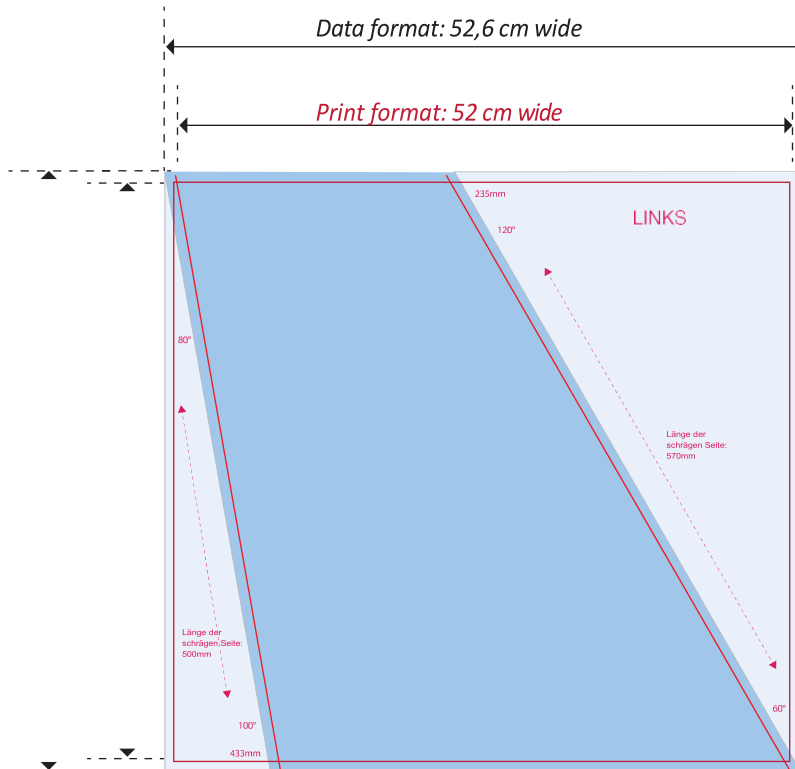 Data format: 52,6 cm wide
Print format: 52 cm wide
235mm
LINKS
120°
80°
Länge der
schrägen Seite:
570mm
Länge der
schrägen Seite:
500mm
60°
100°
433mm